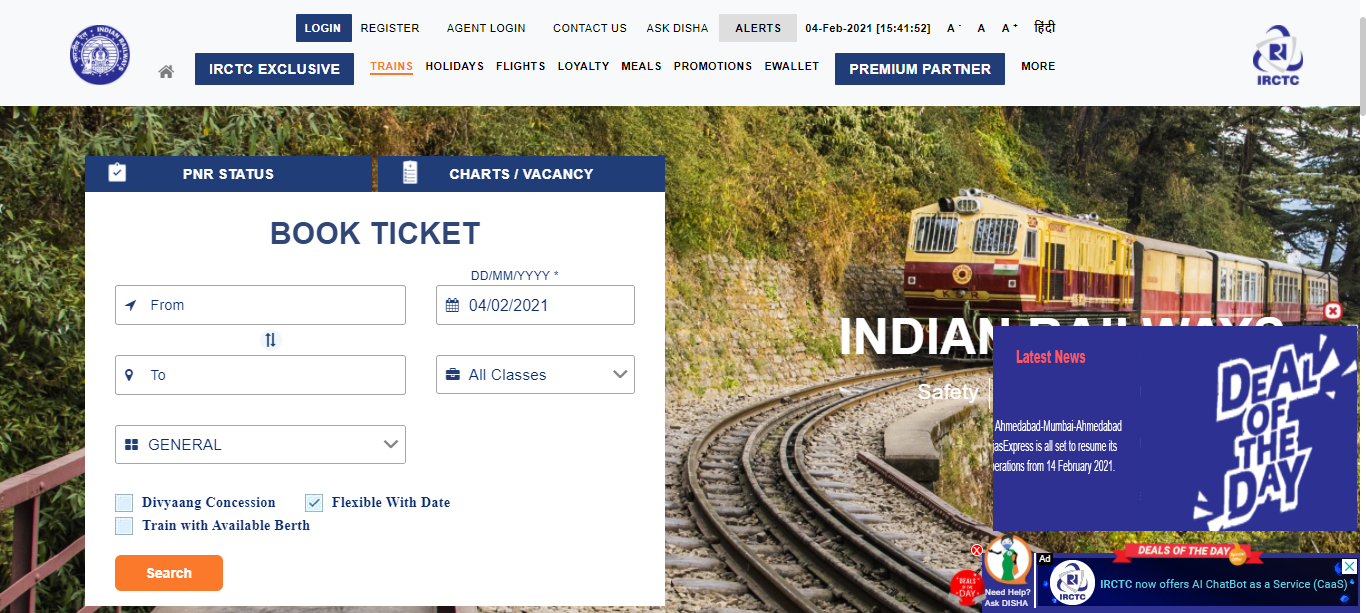 LOGIN REGISTER AGENT LOGIN CONTACT US ASK DISHA ALERTS 04-Feb-2021 [15:41:52] A - A A + हिंदी
INDIAN RAILWAYS
IRCTC EXCLUSIVE TRAINS HOLIDAYS FLIGHTS LOYALTY MEALS PROMOTIONS EWALLET PREMIUM PARTNER MORE
IRCTC
PNR STATUS CHARTS / VACANCY
BOOK TICKET
DD/MM/YYYY *
From 04/02/2021
To All Classes
GENERAL
Divyaang Concession Flexible With Date
Train with Available Berth
Search
INDIAN
Safety
Latest News
Ahmedabad-Mumbai-Ahmedabad
asExpress is all set to resume its
erations from 14 February 2021.
DEAL
OF
THE
DAY
DEALS OF THE DAY
Need Help?
Ask DISHA
Ad
IRCTC
IRCTC now offers AI ChatBot as a Service (CaaS)